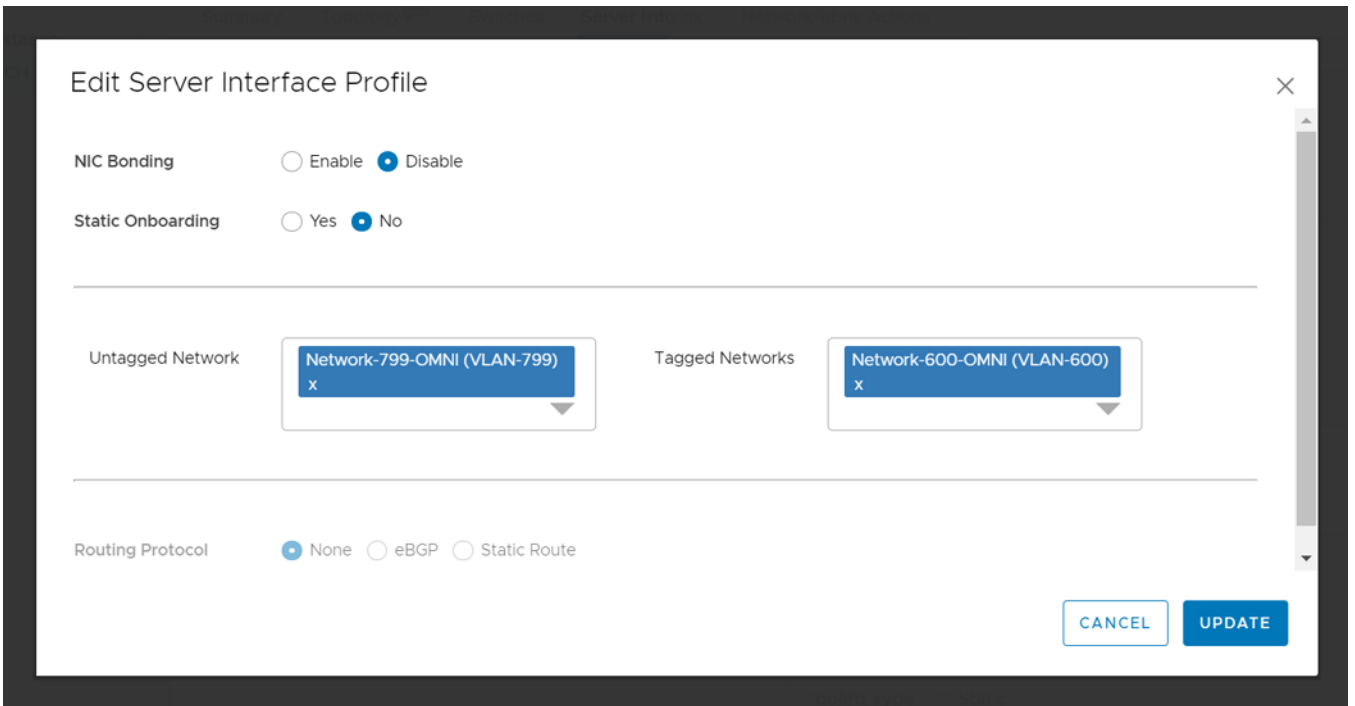 Edit Server Interface Profile
NIC Bonding Enable Disable
Static Onboarding Yes No
Untagged Network Network-799-OMNI (VLAN-799) Tagged Networks Network-600-OMNI (VLAN-600)
x x
Routing Protocol None eBGP Static Route
CANCEL UPDATE